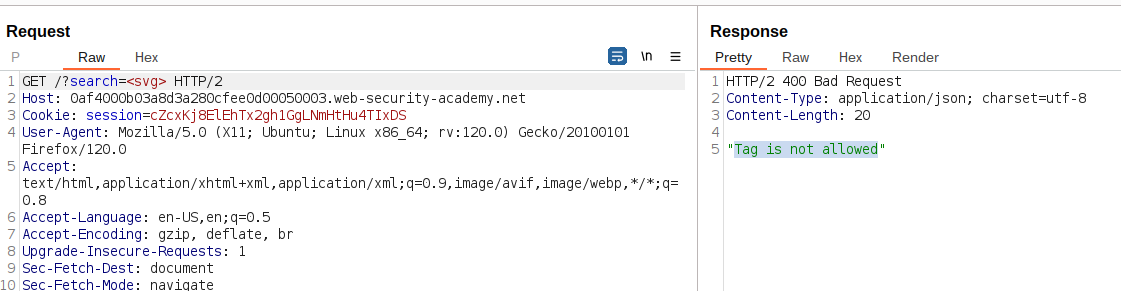 Request
P Raw Hex \n
1 GET /?search=<svg> HTTP/2
2 Host: 0af4000b03a8d3a280cfee0d00050003.web-security-academy.net
3 Cookie: session=cZcxKj8ElEhTx2gh1GgLNmHtHu4TIxDS
4 User-Agent: Mozilla/5.0 (X11; Ubuntu; Linux x86_64; rv:120.0) Gecko/20100101
Firefox/120.0
5 Accept:
text/html,application/xhtml+xml,application/xml;q=0.9,image/avif,image/webp,*/*;q=
0.8
6 Accept-Language: en-US,en;q=0.5
7 Accept-Encoding: gzip, deflate, br
8 Upgrade-Insecure-Requests: 1
9 Sec-Fetch-Dest: document
10 Sec-Fetch-Mode: navigate
Response
Pretty Raw Hex Render
1 HTTP/2 400 Bad Request
2 Content-Type: application/json; charset=utf-8
3 Content-Length: 20
4
5 "Tag is not allowed"